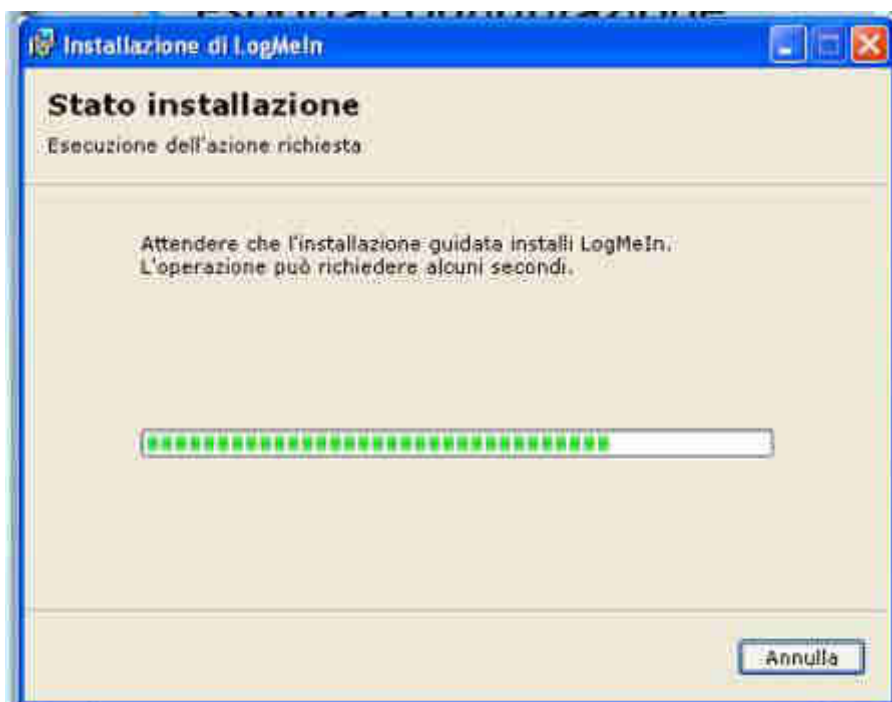 Installazione di LogMeIn
Stato installazione
Esecuzione dell'azione richiesta
Attendere che l'installazione guidata installi LogMeIn.
L'operazione può richiedere alcuni secondi.
Annulla